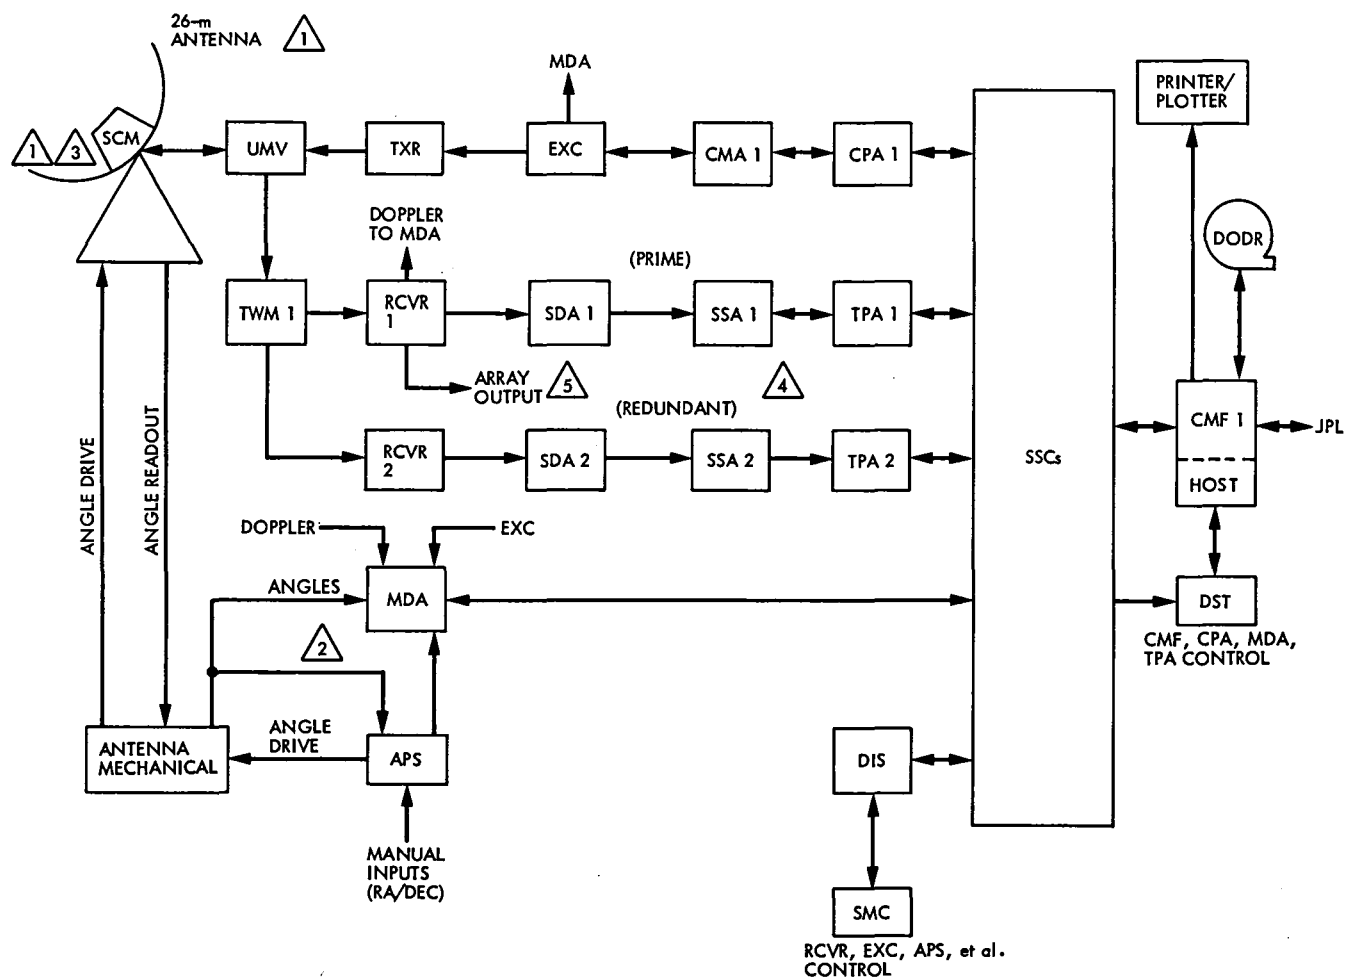 26-m
ANTENNA
1
MDA
PRINTER/
PLOTTER
1
3
SCM
UMV
TXR
EXC
CMA 1
CPA 1
DOPPLER
TO MDA
(PRIME)
DODR
TWM 1
RCVR
1
SDA 1
SSA 1
TPA 1
ARRAY
OUTPUT
5
4
(REDUNDANT)
CMF 1
JPL
HOST
RCVR
2
SDA 2
SSA 2
TPA 2
SSCs
ANGLE DRIVE
ANGLE READOUT
DOPPLER
EXC
ANGLES
MDA
DST
CMF, CPA, MDA,
TPA CONTROL
2
ANTENNA
MECHANICAL
ANGLE
DRIVE
APS
DIS
MANUAL
INPUTS
(RA/DEC)
SMC
RCVR, EXC, APS, et al.
CONTROL